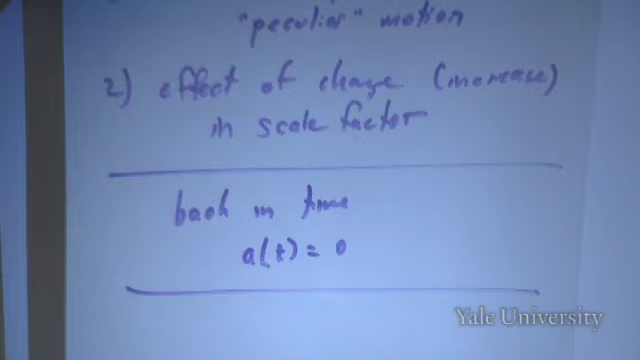 "peculiar" motion
2) effect of change (increase)
in scale factor
back in time
a(t) = 0
Yale University